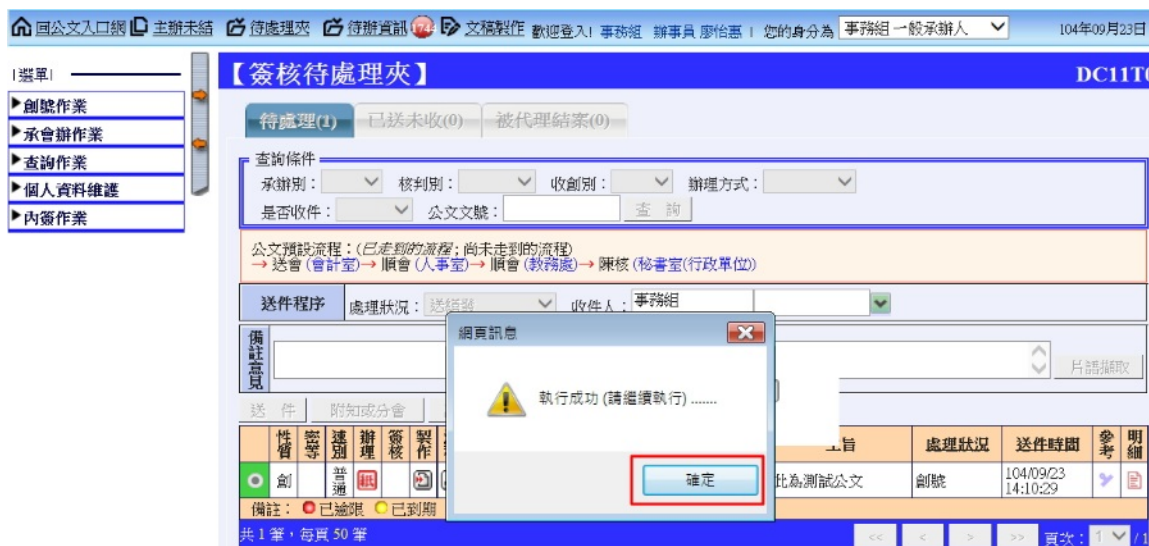 回公文入口網 主辦未結 待處理夾 待辦資訊 文稿製作 歡迎登入! 事務組 辦事員 廖怡惠 | 您的身分為 事務組一般承辦人 104年09月23日
|選單|
創號作業
承會辦作業
查詢作業
個人資料維護
內簽作業
【簽核待處理夾】 DC11T0
待處理(1) 已送未收(0) 被代理結案(0)
查詢條件
承辦別： 核判別： 收創別： 辦理方式：
是否收件： 公文文號： 查 詢
公文預設流程：(已走到的流程；尚未走到的流程)
→ 送會 (會計室)→ 順會 (人事室)→ 順會 (教務處)→ 陳核 (秘書室(行政單位))
送件程序 處理狀況： 送繕發 收件人： 事務組
備註意見 片語擷取
送 件 附知或分會
網頁訊息
執行成功 (請繼續執行) .......
確定
性質 密等 速別 辦理 簽核 製作 主旨 處理狀況 送件時間 參考 明細
創 普通 紙 此為測試公文 創號 104/09/23 14:10:29
備註： 已逾限 已到期
共 1 筆，每頁 50 筆 << < > >> 頁次： 1 / 1